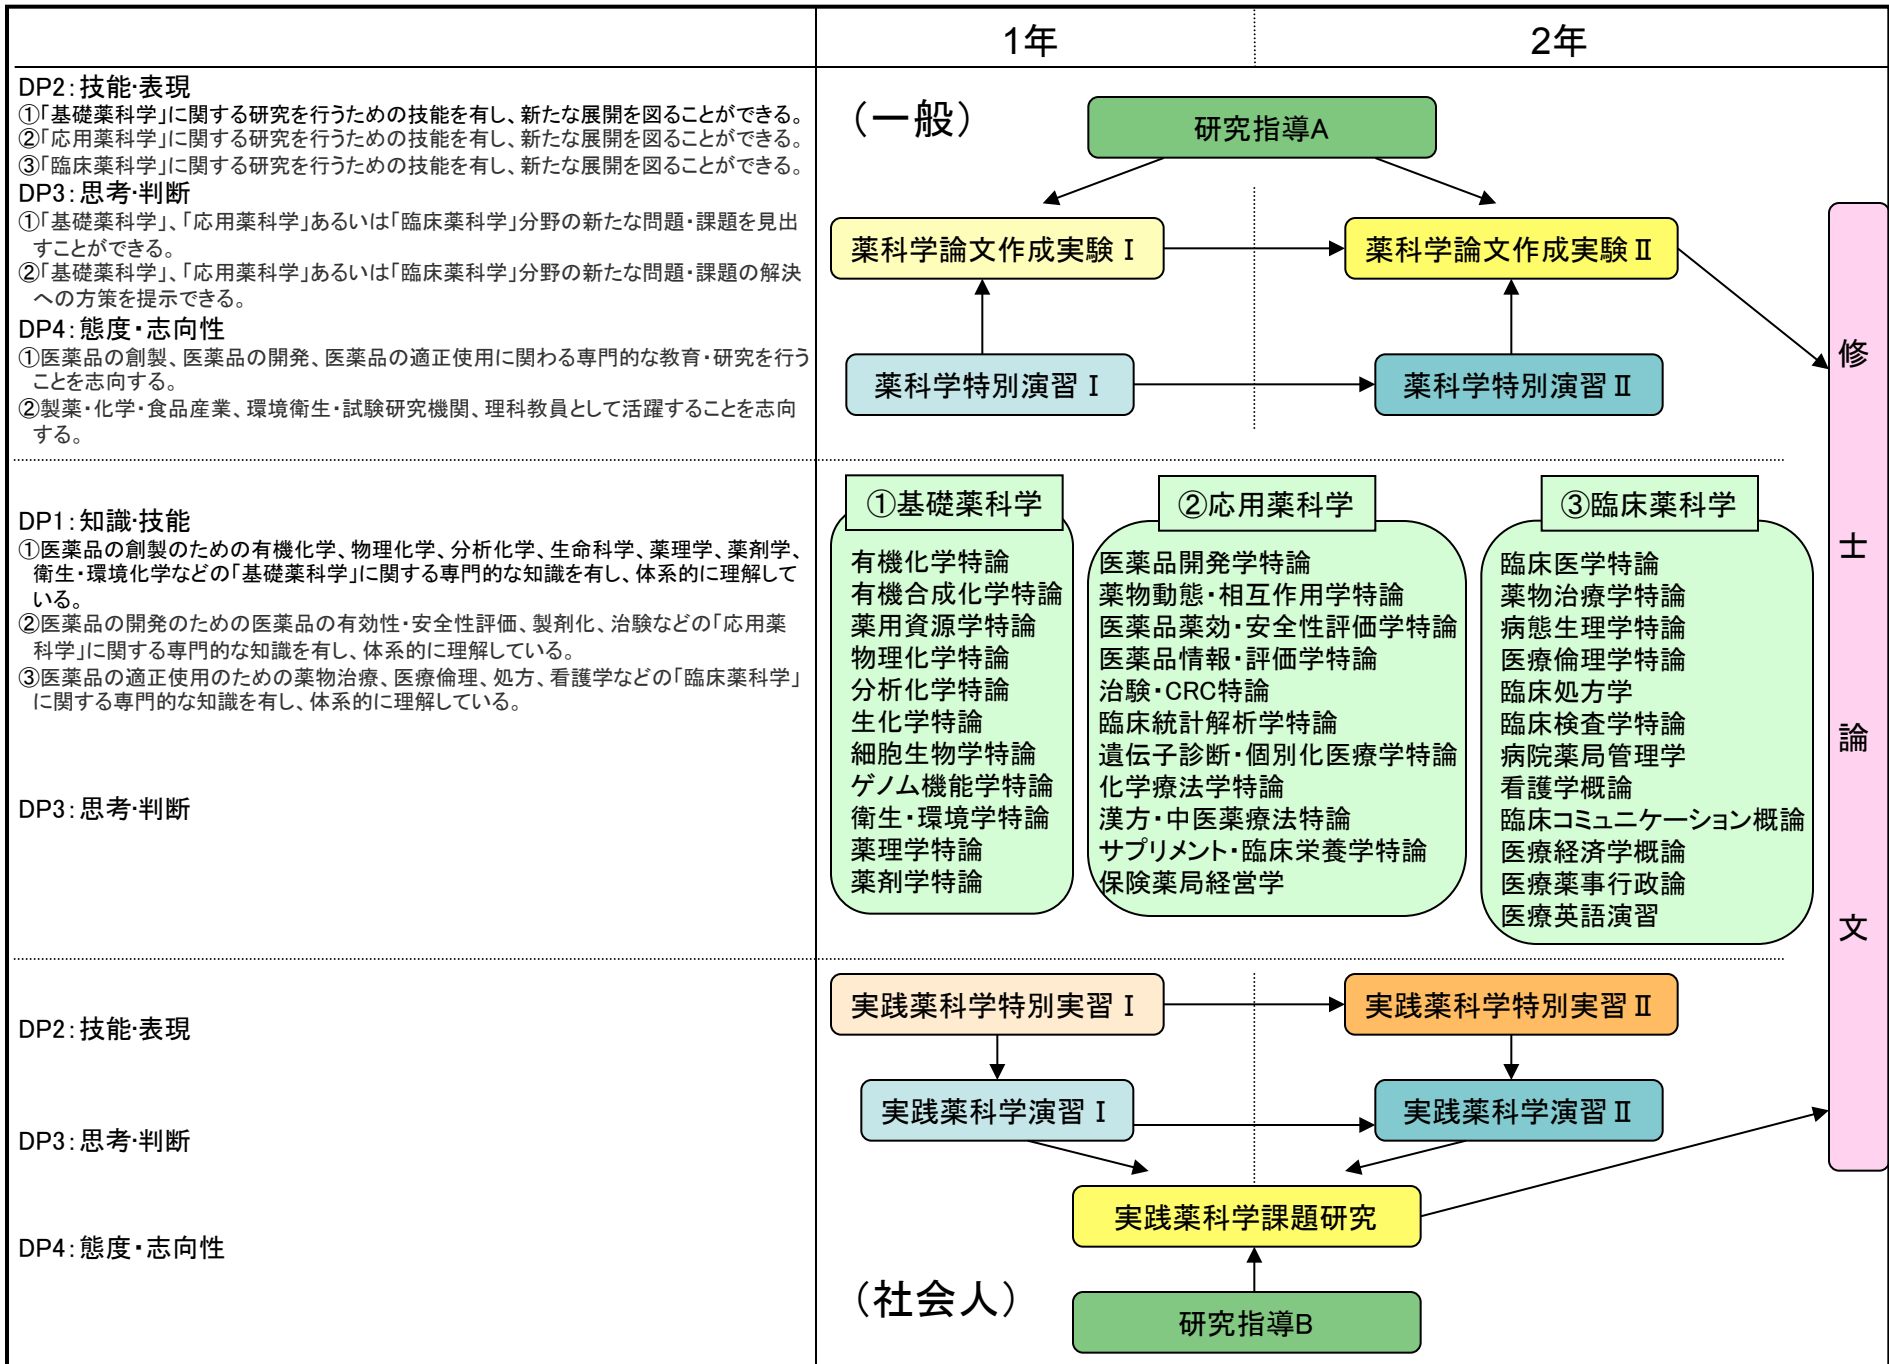 1年
2年
DP2：技能・表現
①「基礎薬科学」に関する研究を行うための技能を有し、新たな展開を図ることができる。
②「応用薬科学」に関する研究を行うための技能を有し、新たな展開を図ることができる。
③「臨床薬科学」に関する研究を行うための技能を有し、新たな展開を図ることができる。
DP3：思考・判断
①「基礎薬科学」、「応用薬科学」あるいは「臨床薬科学」分野の新たな問題・課題を見出
すことができる。
②「基礎薬科学」、「応用薬科学」あるいは「臨床薬科学」分野の新たな問題・課題の解決
への方策を提示できる。
DP4：態度・志向性
①医薬品の創製、医薬品の開発、医薬品の適正使用に関わる専門的な教育・研究を行う
ことを志向する。
②製薬・化学・食品産業、環境衛生・試験研究機関、理科教員として活躍することを志向
する。
（一般）
研究指導A
薬科学論文作成実験Ⅰ
薬科学論文作成実験Ⅱ
薬科学特別演習Ⅰ
薬科学特別演習Ⅱ
修
士
論
文
DP1：知識・技能
①医薬品の創製のための有機化学、物理化学、分析化学、生命科学、薬理学、薬剤学、
衛生・環境化学などの「基礎薬科学」に関する専門的な知識を有し、体系的に理解して
いる。
②医薬品の開発のための医薬品の有効性・安全性評価、製剤化、治験などの「応用薬
科学」に関する専門的な知識を有し、体系的に理解している。
③医薬品の適正使用のための薬物治療、医療倫理、処方、看護学などの「臨床薬科学」
に関する専門的な知識を有し、体系的に理解している。
DP3：思考・判断
①基礎薬科学
有機化学特論
有機合成化学特論
薬用資源学特論
物理化学特論
分析化学特論
生化学特論
細胞生物学特論
ゲノム機能学特論
衛生・環境学特論
薬理学特論
薬剤学特論
②応用薬科学
医薬品開発学特論
薬物動態・相互作用学特論
医薬品薬効・安全性評価学特論
医薬品情報・評価学特論
治験・CRC特論
臨床統計解析学特論
遺伝子診断・個別化医療学特論
化学療法学特論
漢方・中医薬療法特論
サプリメント・臨床栄養学特論
保険薬局経営学
③臨床薬科学
臨床医学特論
薬物治療学特論
病態生理学特論
医療倫理学特論
臨床処方学
臨床検査学特論
病院薬局管理学
看護学概論
臨床コミュニケーション概論
医療経済学概論
医療薬事行政論
医療英語演習
DP2：技能・表現
DP3：思考・判断
DP4：態度・志向性
実践薬科学特別実習Ⅰ
実践薬科学特別実習Ⅱ
実践薬科学演習Ⅰ
実践薬科学演習Ⅱ
実践薬科学課題研究
（社会人）
研究指導B